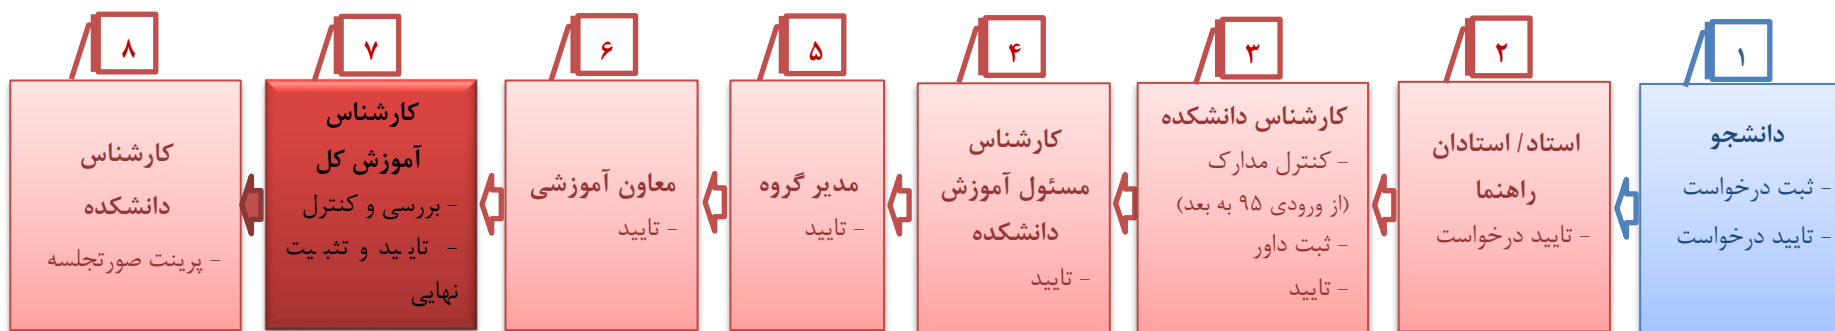 ۱
دانشجو
- ثبت درخواست
- تایید درخواست
۲
استاد/ استادان
راهنما
- تایید درخواست
۳
کارشناس دانشکده
- کنترل مدارک
(از ورودی ۹۵ به بعد)
- ثبت داور
- تایید
۴
کارشناس
مسئول آموزش
دانشکده
- تایید
۵
مدیر گروه
- تایید
۶
معاون آموزشی
- تایید
۷
کارشناس
آموزش کل
- بررسی و کنترل
- تایید و تثبیت
نهایی
۸
کارشناس
دانشکده
- پرینت صورتجلسه